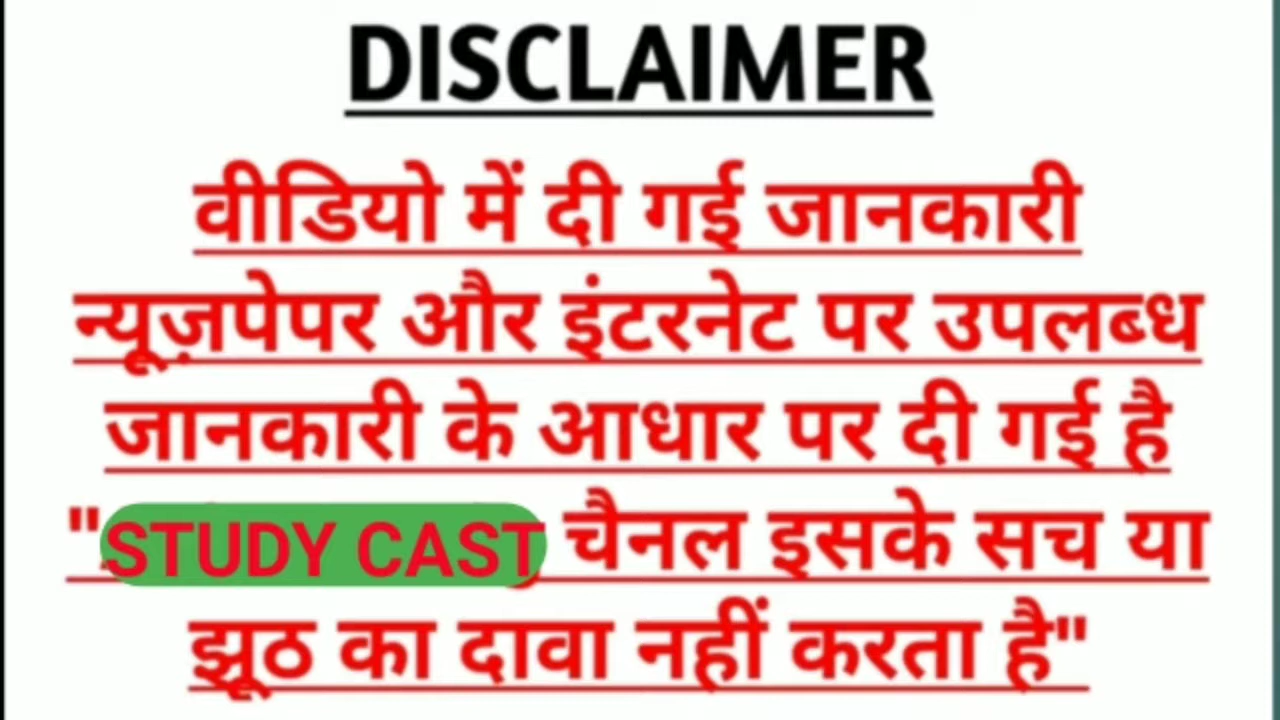 DISCLAIMER
वीडियो में दी गई जानकारी
न्यूज़पेपर और इंटरनेट पर उपलब्ध
जानकारी के आधार पर दी गई है
"STUDY CAST चैनल इसके सच या
झूठ का दावा नहीं करता है"